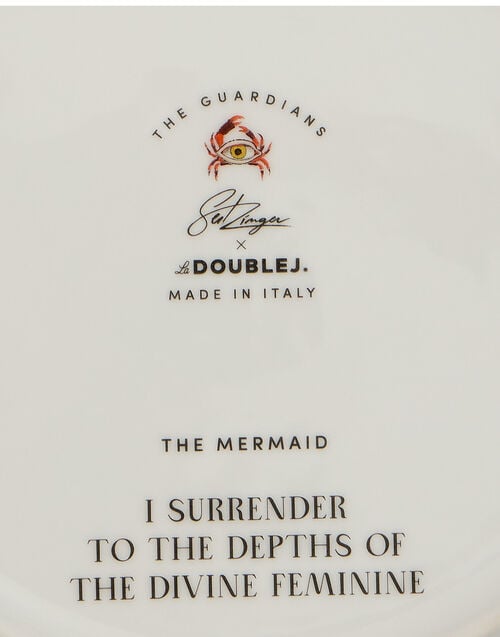 THE GUARDIANS
×
La DOUBLEJ.
MADE IN ITALY
THE MERMAID
I SURRENDER
TO THE DEPTHS OF
THE DIVINE FEMININE